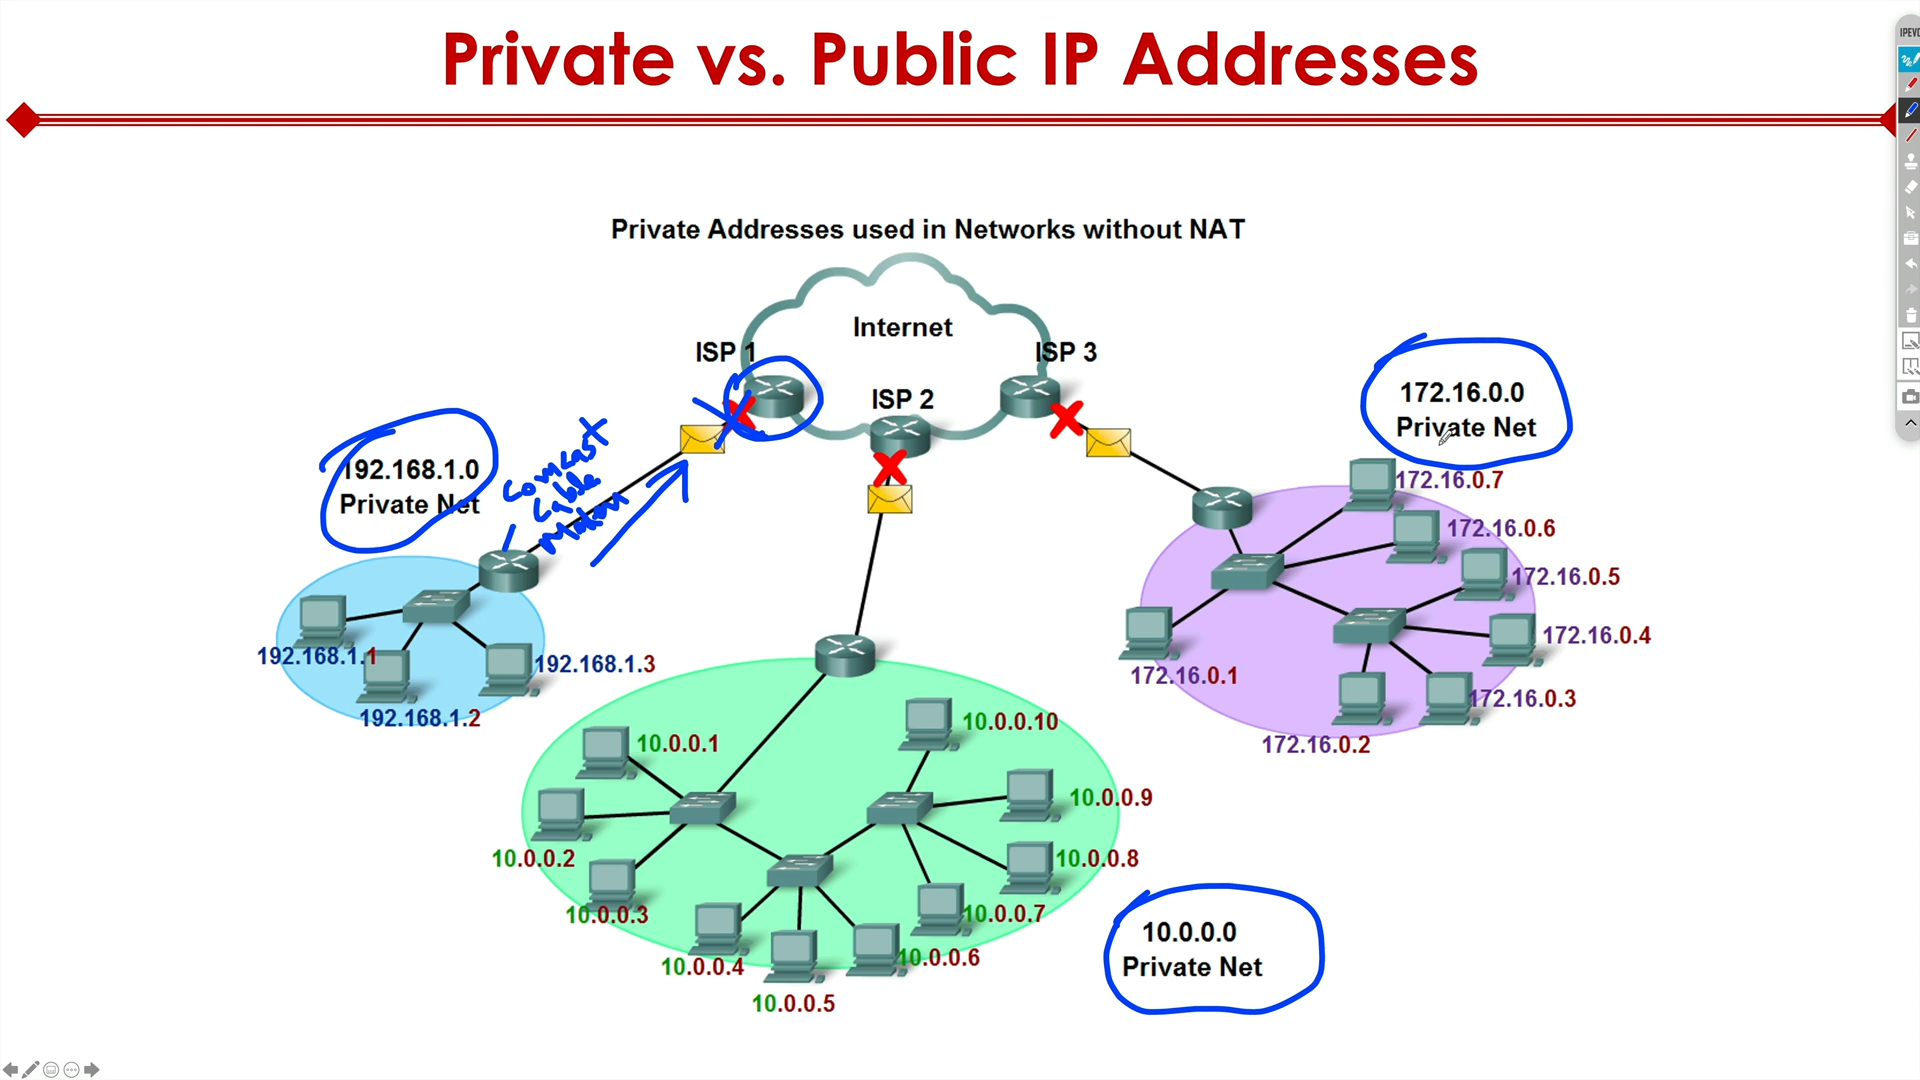 Private vs. Public IP Addresses
IPEVO
Private Addresses used in Networks without NAT
Internet
ISP 1
ISP 2
ISP 3
192.168.1.0
Private Net
comcast
cable
172.16.0.0
Private Net
192.168.1.1
192.168.1.2
192.168.1.3
172.16.0.7
172.16.0.6
172.16.0.5
172.16.0.4
172.16.0.3
172.16.0.2
172.16.0.1
10.0.0.1
10.0.0.2
10.0.0.3
10.0.0.4
10.0.0.5
10.0.0.6
10.0.0.7
10.0.0.8
10.0.0.9
10.0.0.10
10.0.0.0
Private Net